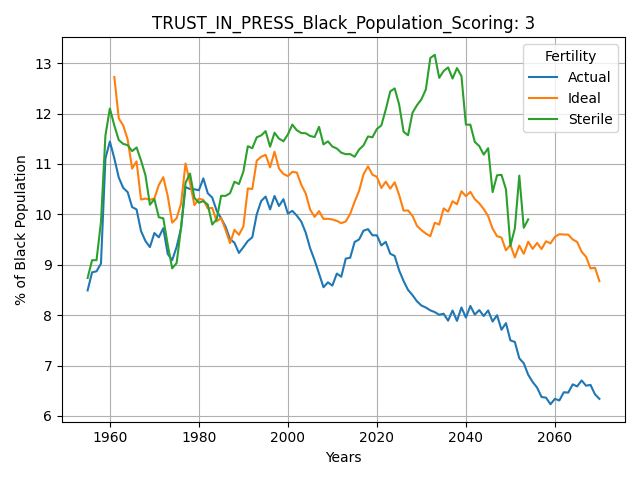 TRUST_IN_PRESS_Black_Population_Scoring: 3
Fertility
Actual
Ideal
Sterile
% of Black Population
13
12
11
10
9
8
7
6
1960 1980 2000 2020 2040 2060
Years